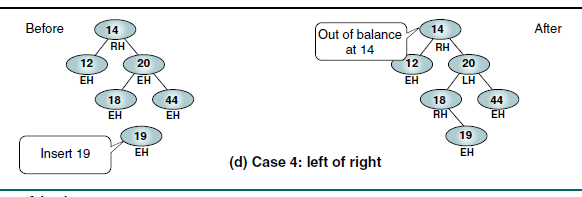 Before
14
RH
12
EH
20
EH
18
EH
44
EH
19
EH
Insert 19
After
Out of balance
at 14
14
RH
12
EH
20
LH
18
RH
44
EH
19
EH
(d) Case 4: left of right